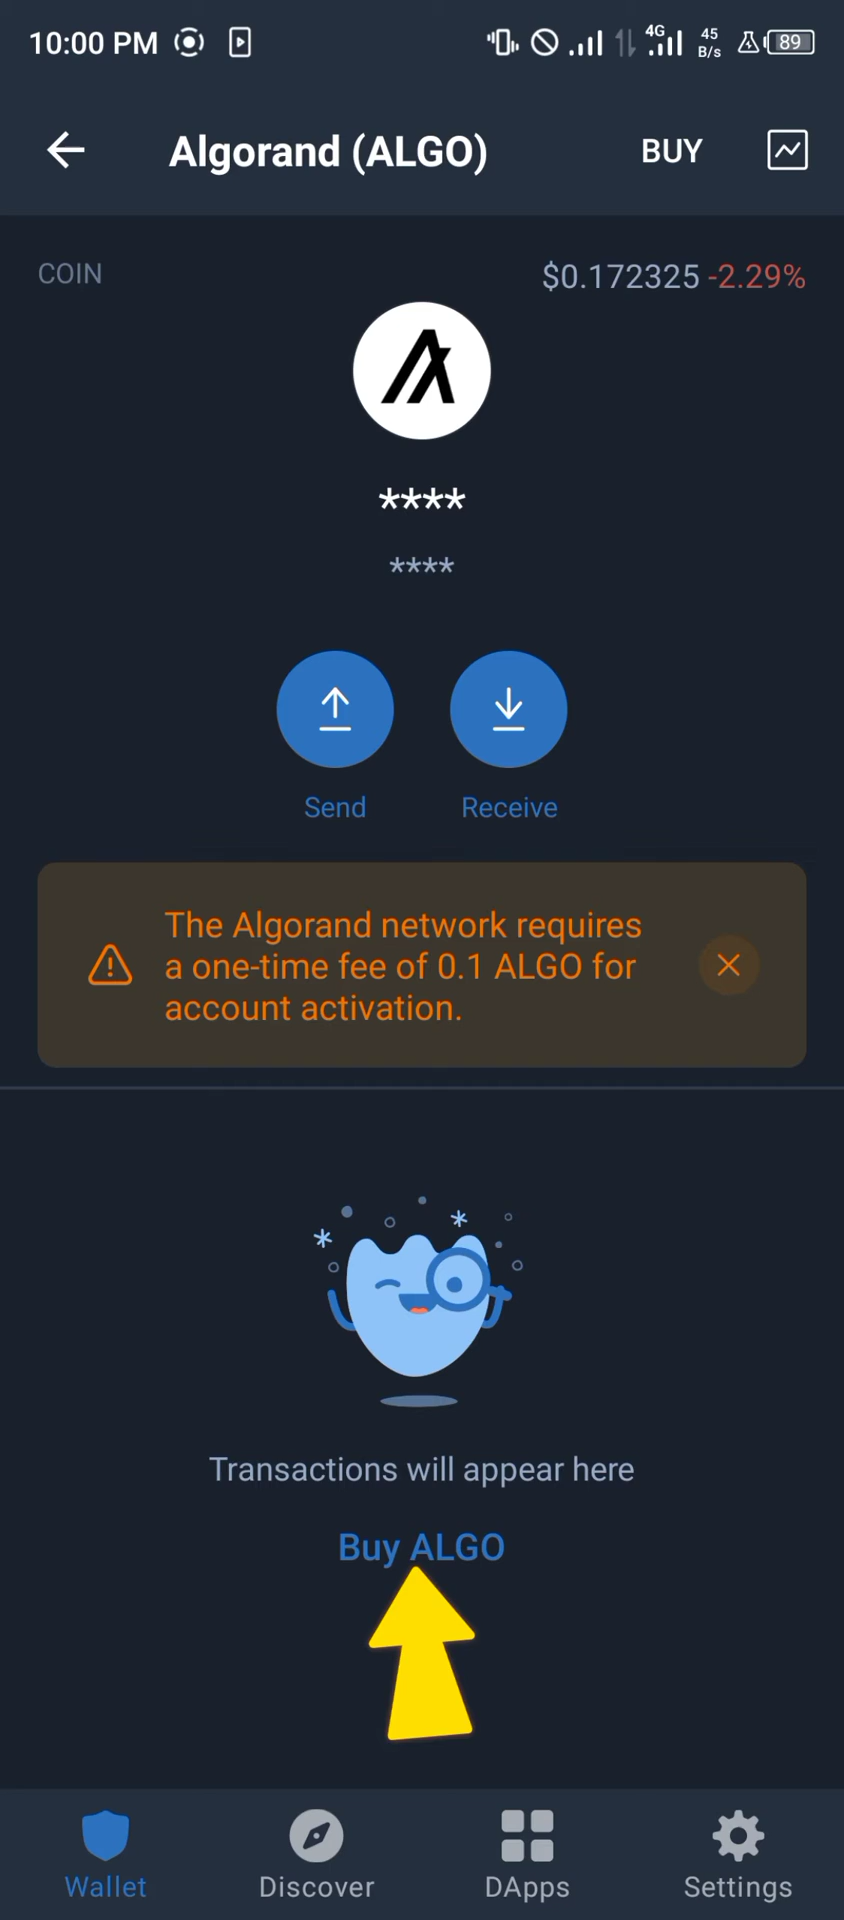 10:00 PM 4G 45 B/s 89
Algorand (ALGO) BUY
COIN $0.172325 -2.29%
****
****
Send Receive
The Algorand network requires
a one-time fee of 0.1 ALGO for
account activation.
Transactions will appear here
Buy ALGO
Wallet Discover DApps Settings